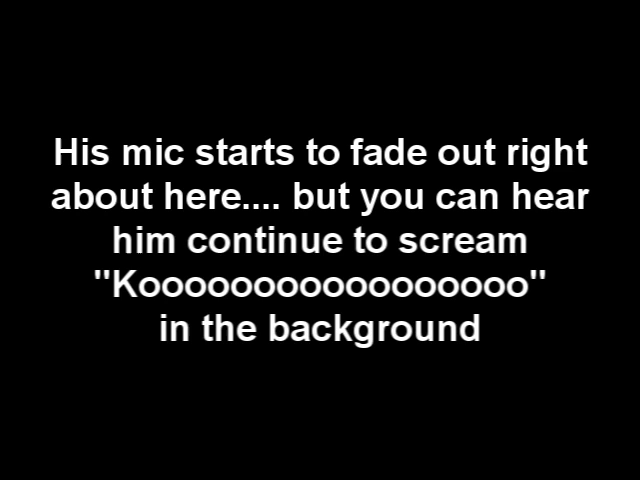 His mic starts to fade out right
about here.... but you can hear
him continue to scream
"Kooooooooooooooooo"
in the background